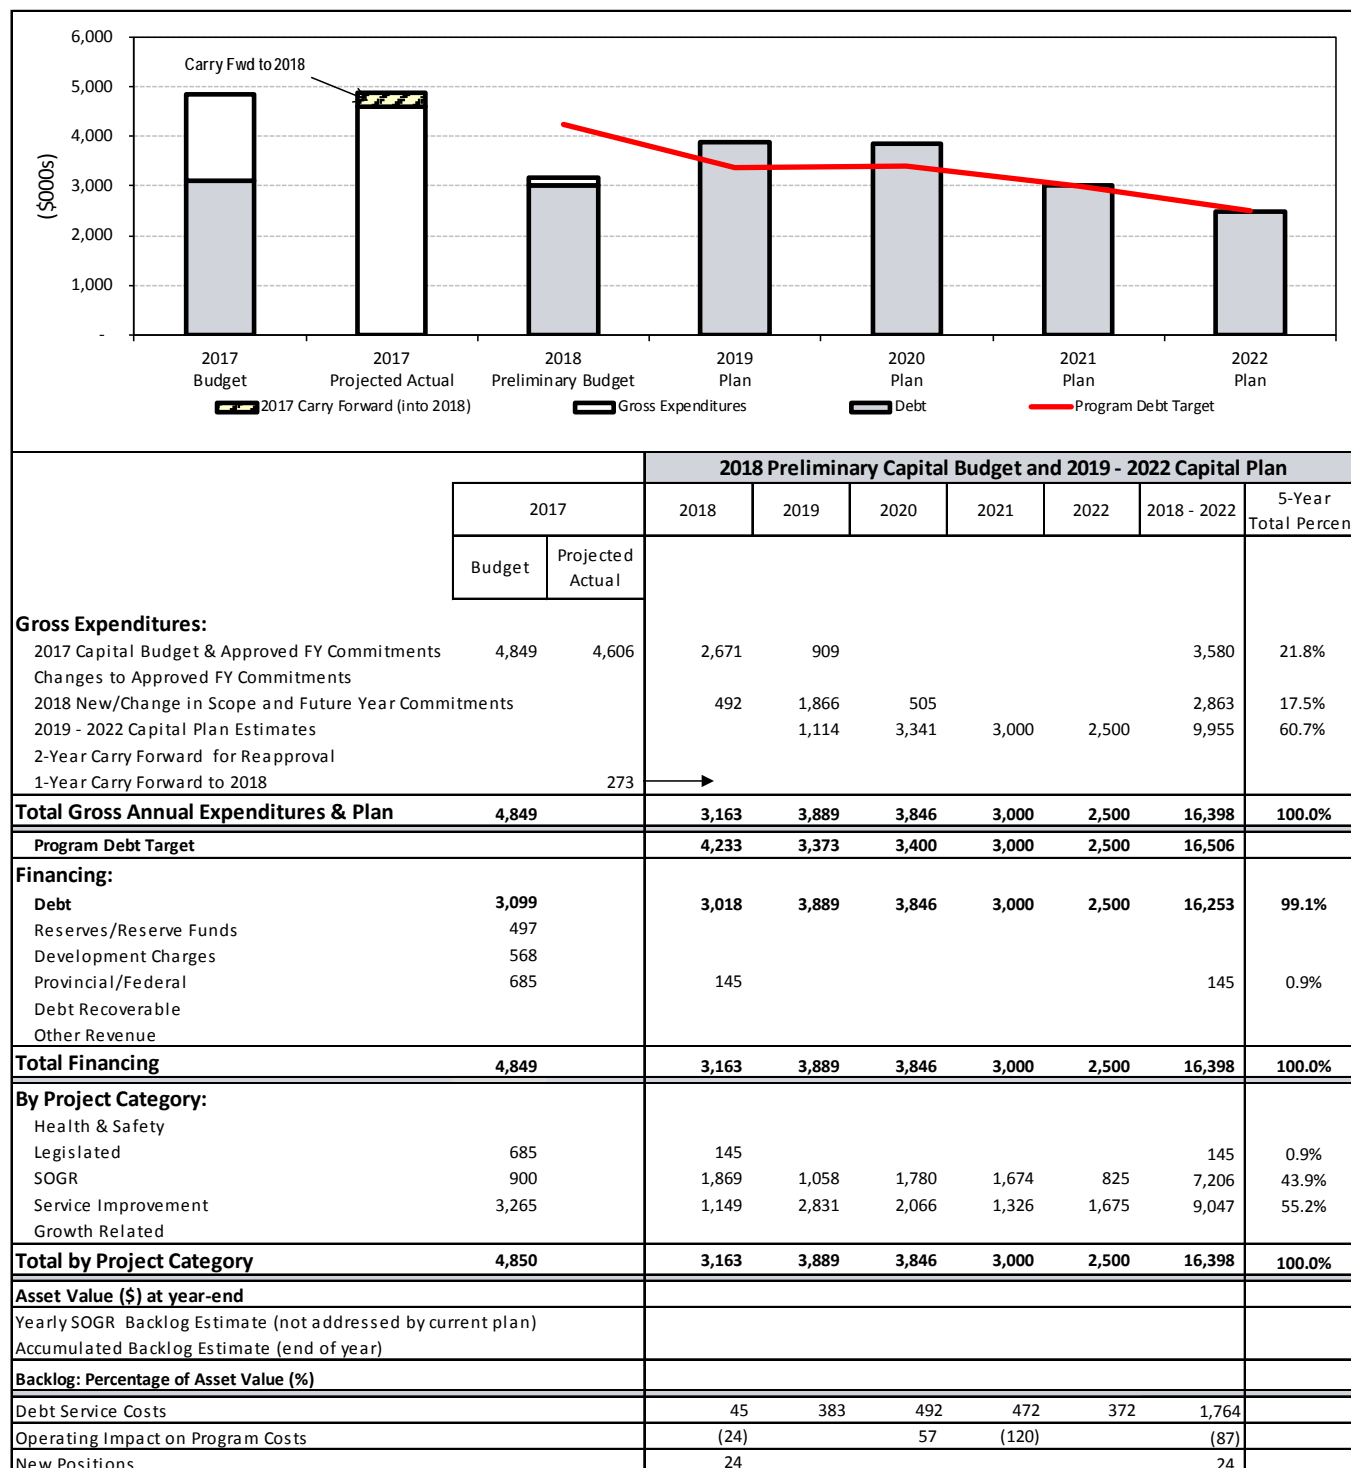 6,000
Carry Fwd to 2018
5,000
4,000
3,000
2,000
1,000
-
($000s)
2017 2017 2018 2019 2020 2021 2022
Budget Projected Actual Preliminary Budget Plan Plan Plan Plan
2017 Carry Forward (into 2018) Gross Expenditures Debt Program Debt Target
2018 Preliminary Capital Budget and 2019 - 2022 Capital Plan
2017 2018 2019 2020 2021 2022 2018 - 2022 5-Year Total Percen
Budget Projected Actual
Gross Expenditures:
2017 Capital Budget & Approved FY Commitments 4,849 4,606 2,671 909 3,580 21.8%
Changes to Approved FY Commitments
2018 New/Change in Scope and Future Year Commitments 492 1,866 505 2,863 17.5%
2019 - 2022 Capital Plan Estimates 1,114 3,341 3,000 2,500 9,955 60.7%
2-Year Carry Forward for Reapproval
1-Year Carry Forward to 2018 273
Total Gross Annual Expenditures & Plan 4,849 3,163 3,889 3,846 3,000 2,500 16,398 100.0%
Program Debt Target 4,233 3,373 3,400 3,000 2,500 16,506
Financing:
Debt 3,099 3,018 3,889 3,846 3,000 2,500 16,253 99.1%
Reserves/Reserve Funds 497
Development Charges 568
Provincial/Federal 685 145 145 0.9%
Debt Recoverable
Other Revenue
Total Financing 4,849 3,163 3,889 3,846 3,000 2,500 16,398 100.0%
By Project Category:
Health & Safety
Legislated 685 145 145 0.9%
SOGR 900 1,869 1,058 1,780 1,674 825 7,206 43.9%
Service Improvement 3,265 1,149 2,831 2,066 1,326 1,675 9,047 55.2%
Growth Related
Total by Project Category 4,850 3,163 3,889 3,846 3,000 2,500 16,398 100.0%
Asset Value ($) at year-end
Yearly SOGR Backlog Estimate (not addressed by current plan)
Accumulated Backlog Estimate (end of year)
Backlog: Percentage of Asset Value (%)
Debt Service Costs 45 383 492 472 372 1,764
Operating Impact on Program Costs (24) 57 (120) (87)
New Positions 24 24